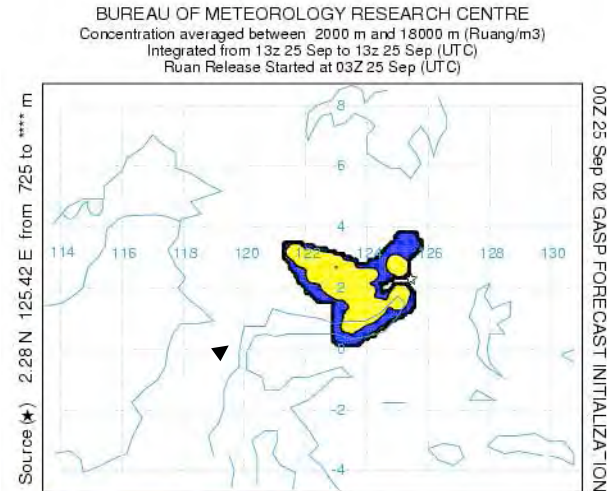 BUREAU OF METEOROLOGY RESEARCH CENTRE
Concentration averaged between 2000 m and 18000 m (Ruang/m3)
Integrated from 13z 25 Sep to 13z 25 Sep (UTC)
Ruan Release Started at 03Z 25 Sep (UTC)
Source (★) 2.28 N 125.42 E from 725 to **** m
00Z 25 Sep 02 GASP FORECAST INITIALIZATION
8
6
4
114 116 118 120 122 124 126 128 130
2
0
-2
-4